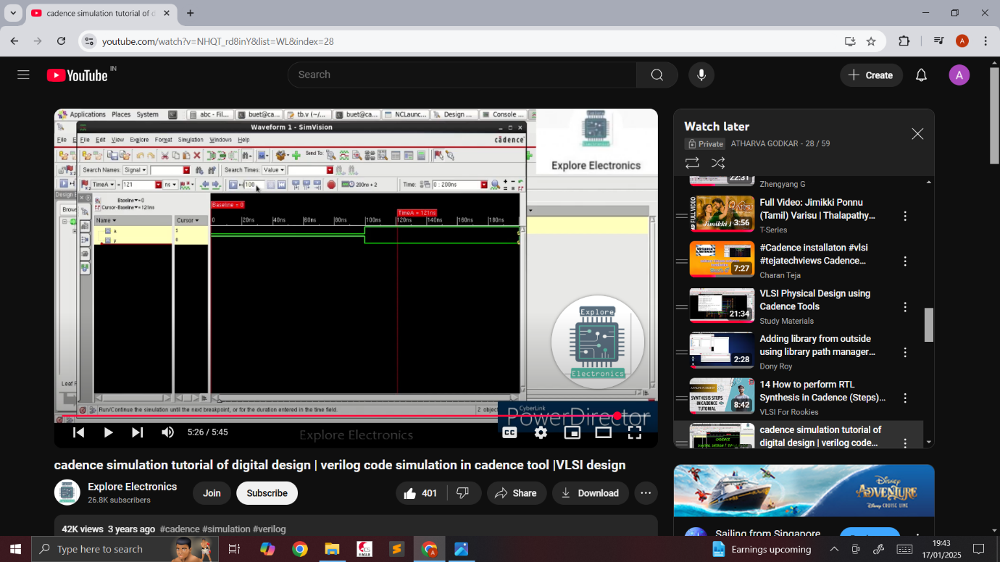 cadence simulation tutorial of d
youtube.com/watch?v=NHQT_rd8inY&list=WL&index=28
A
YouTube
IN
Search
Create
A
Applications Places System
abc - Fil...
buet@ca...
tb.v (~/...
buet@ca...
NCLaunc...
Design ...
Console ...
Waveform 1 - SimVision
File Edit View Explore Format Simulation Windows Help
cādence
Send To:
Search Names: Signal
Search Times: Value
TimeA = 121 ns
100
200ns + 2
Time: 0 : 200ns
Baseline = 0
Cursor-Baseline = 121ns
Baseline = 0
TimeA = 121ns
Name Cursor
0 20ns 40ns 60ns 80ns 100ns 120ns 140ns 160ns 180ns
a 1
y 0
Leaf
Run/Continue the simulation until the next breakpoint, or for the duration entered in the time field.
2 objec
Explore Electronics
Explore
Electronics
CyberLink
PowerDirector
5:26 / 5:45
Explore Electronics
CC
cadence simulation tutorial of digital design | verilog code simulation in cadence tool |VLSI design
Explore Electronics
26.8K subscribers
Join
Subscribe
401
Share
Download
42K views 3 years ago #cadence #simulation #verilog
Watch later
Private
ATHARVA GODKAR - 28 / 59
22:31
Zhengyang G
FULL VIDEO
JIMIKKI
3:56
Full Video: Jimikki Ponnu
(Tamil) Varisu | Thalapathy...
T-Series
Virtuoso
Software
7:27
#Cadence installaton #vlsi
#tejatechviews Cadence...
Charan Teja
21:34
VLSI Physical Design using
Cadence Tools
Study Materials
2:28
Adding library from outside
using library path manager...
Dony Roy
SYNTHESIS STEPS
IN CADENCE
TUTORIAL
8:42
14 How to perform RTL
Synthesis in Cadence (Steps)...
VLSI For Rookies
CADENCE
cadence simulation tutorial of
digital design | verilog code...
Disney
ADVENTURE
DISNEY CRUISE LINE
Sailing from Singapore
Type here to search
EAGLE
A
Earnings upcoming
19:43
17/01/2025